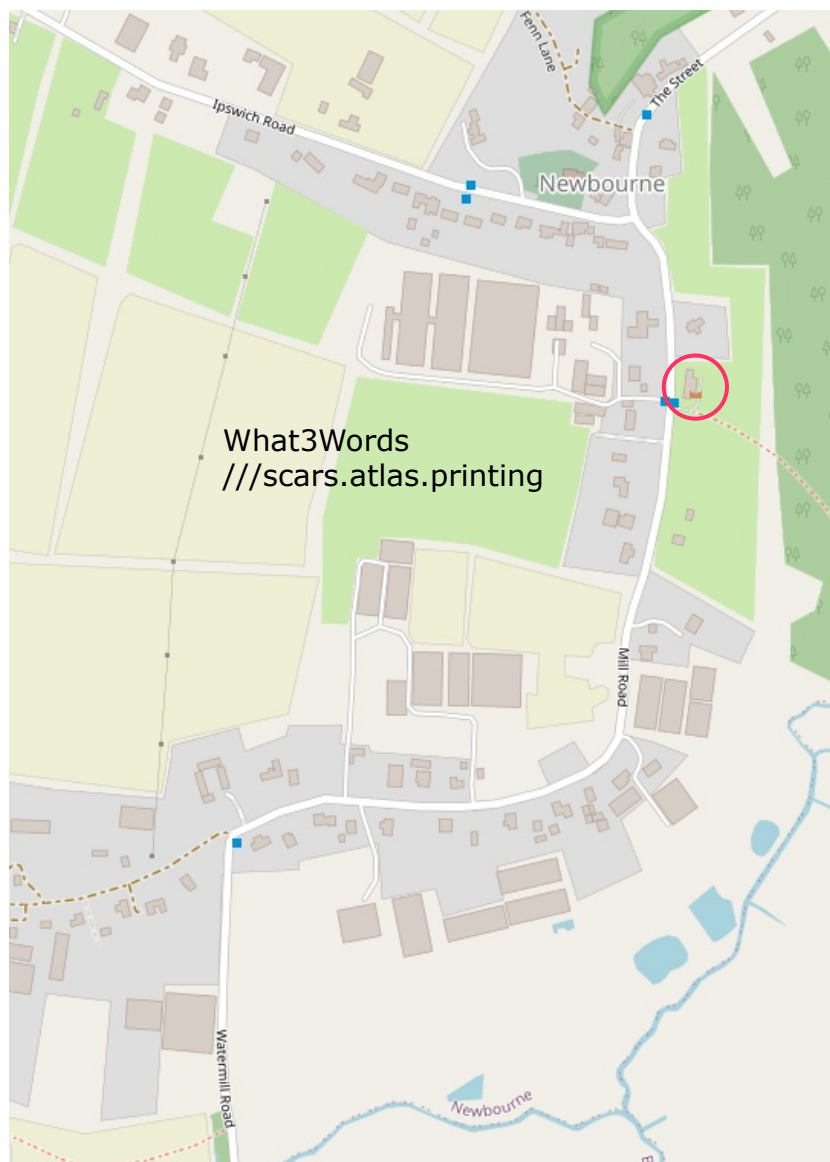 Fenn Lane
The Street
Ipswich Road
Newbourne
What3Words
///scars.atlas.printing
Mill Road
Watermill Road
Newbourne